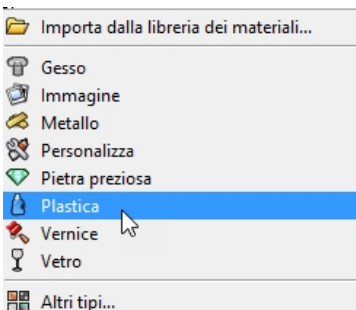 Importa dalla libreria dei materiali...
Gesso
Immagine
Metallo
Personalizza
Pietra preziosa
Plastica
Vernice
Vetro
Altri tipi...